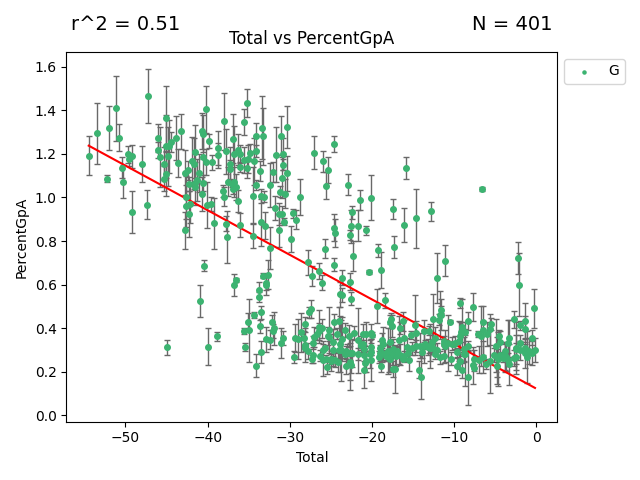 r^2 = 0.51 N = 401
Total vs PercentGpA
G
1.6
1.4
1.2
1.0
0.8
0.6
0.4
0.2
0.0
PercentGpA
−50 −40 −30 −20 −10 0
Total